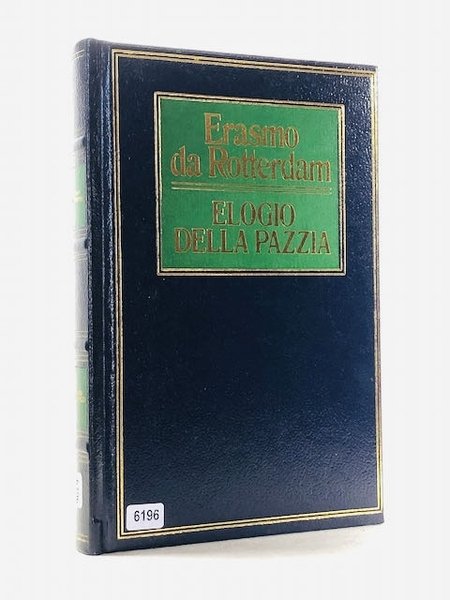 Erasmo
da Rotterdam
ELOGIO
DELLA PAZZIA
6196